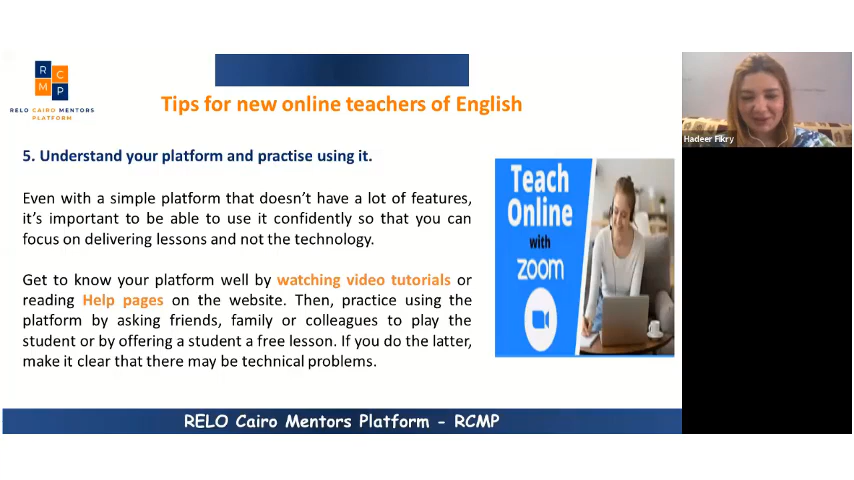 R
C
M
P
RELO CAIRO MENTORS
PLATFORM
Tips for new online teachers of English
Hadeer Fikry
5. Understand your platform and practise using it.
Even with a simple platform that doesn't have a lot of features,
it's important to be able to use it confidently so that you can
focus on delivering lessons and not the technology.
Get to know your platform well by watching video tutorials or
reading Help pages on the website. Then, practice using the
platform by asking friends, family or colleagues to play the
student or by offering a student a free lesson. If you do the latter,
make it clear that there may be technical problems.
Teach
Online
with
zoom
RELO Cairo Mentors Platform - RCMP